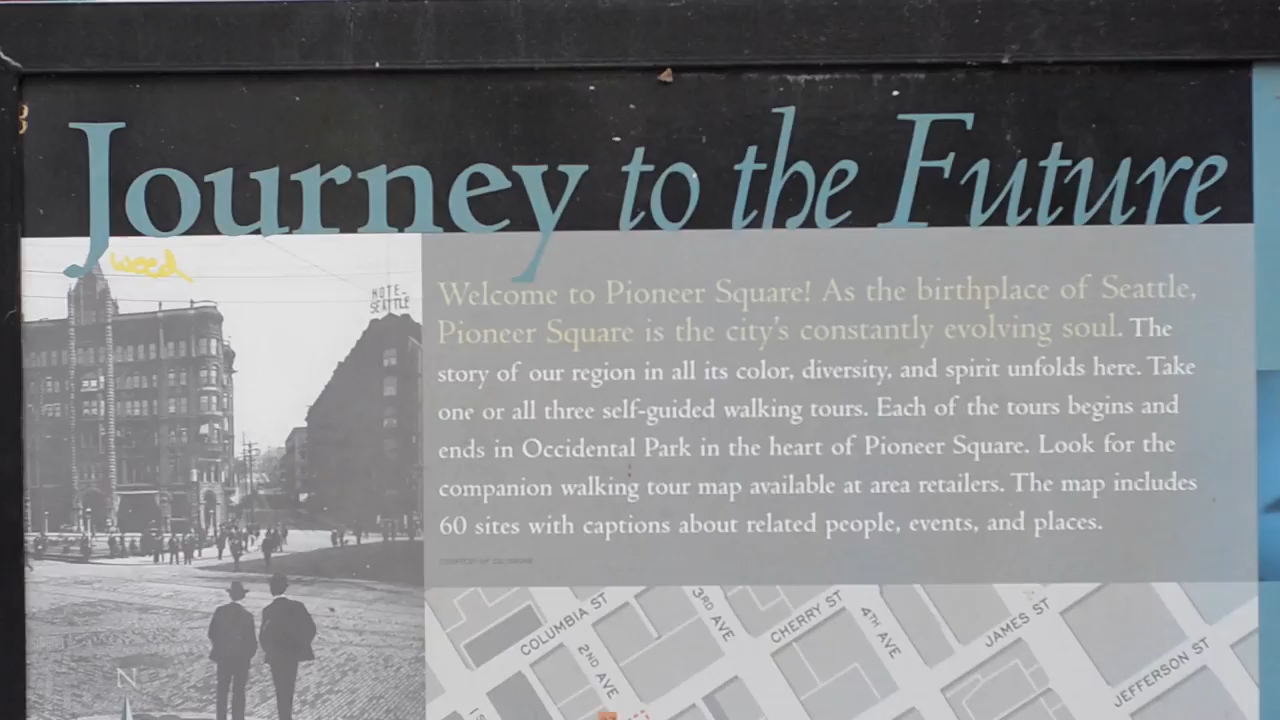 Journey to the Future
weed
HOTEL
SEATTLE
Welcome to Pioneer Square! As the birthplace of Seattle,
Pioneer Square is the city's constantly evolving soul. The
story of our region in all its color, diversity, and spirit unfolds here. Take
one or all three self-guided walking tours. Each of the tours begins and
ends in Occidental Park in the heart of Pioneer Square. Look for the
companion walking tour map available at area retailers. The map includes
60 sites with captions about related people, events, and places.
COLUMBIA ST
3RD AVE
CHERRY ST
4TH AVE
JAMES ST
JEFFERSON ST
2ND AVE
N